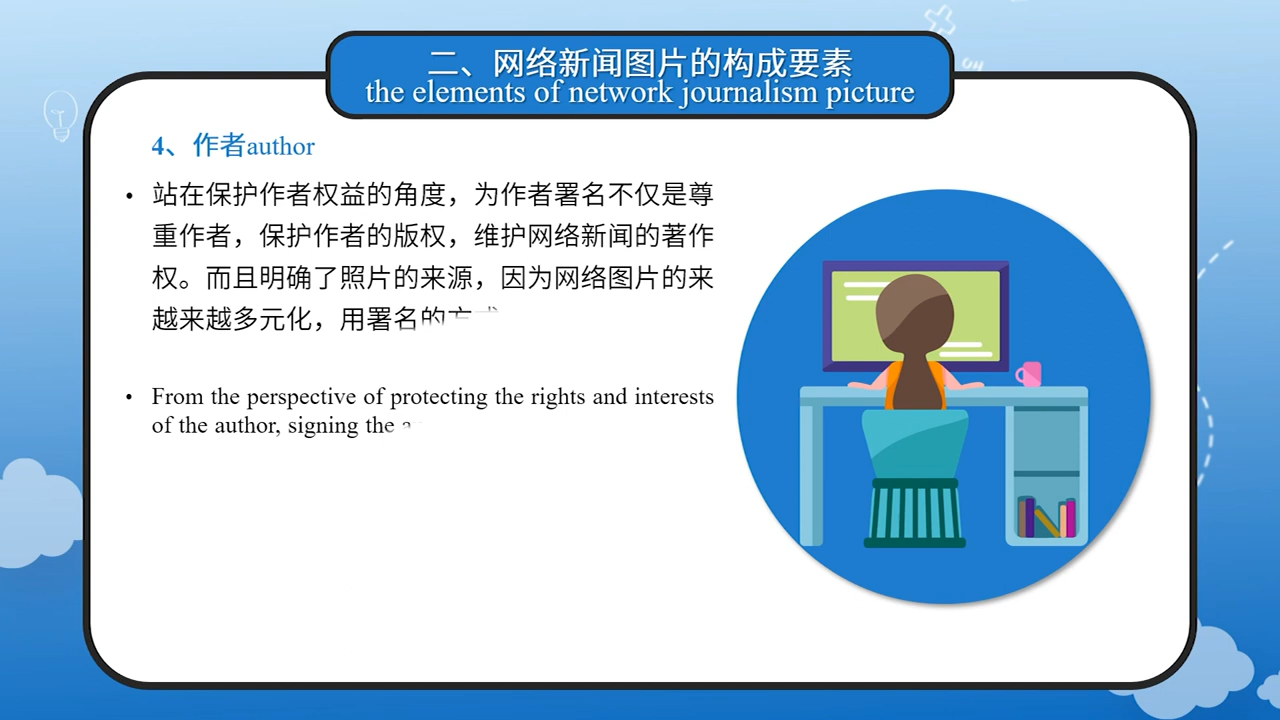 二、网络新闻图片的构成要素
the elements of network journalism picture
4、作者author
• 站在保护作者权益的角度，为作者署名不仅是尊
重作者，保护作者的版权，维护网络新闻的著作
权。而且明确了照片的来源，因为网络图片的来
越来越多元化，用署名的
• From the perspective of protecting the rights and interests
of the author, signing the